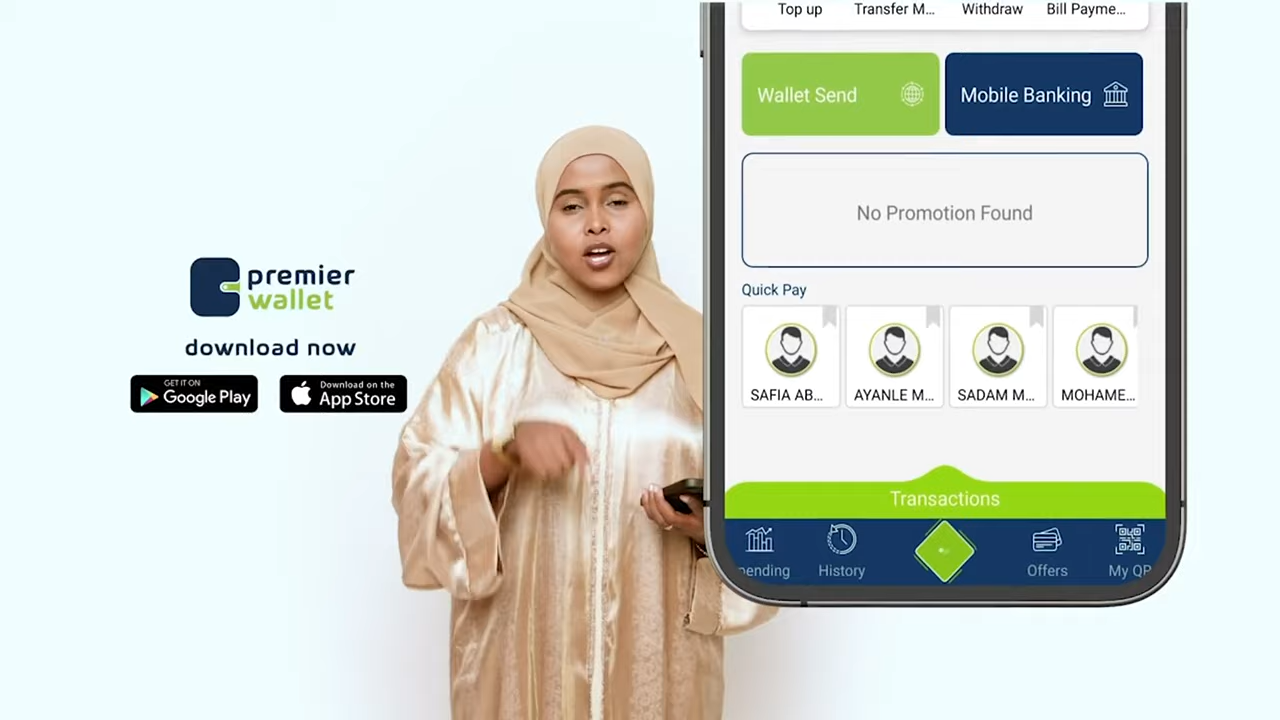 premier
wallet
download now
GET IT ON
Google Play
Download on the
App Store
Top up
Transfer M...
Withdraw
Bill Payme...
Wallet Send
Mobile Banking
No Promotion Found
Quick Pay
SAFIA AB...
AYANLE M...
SADAM M...
MOHAME...
Transactions
pending
History
Offers
My QR